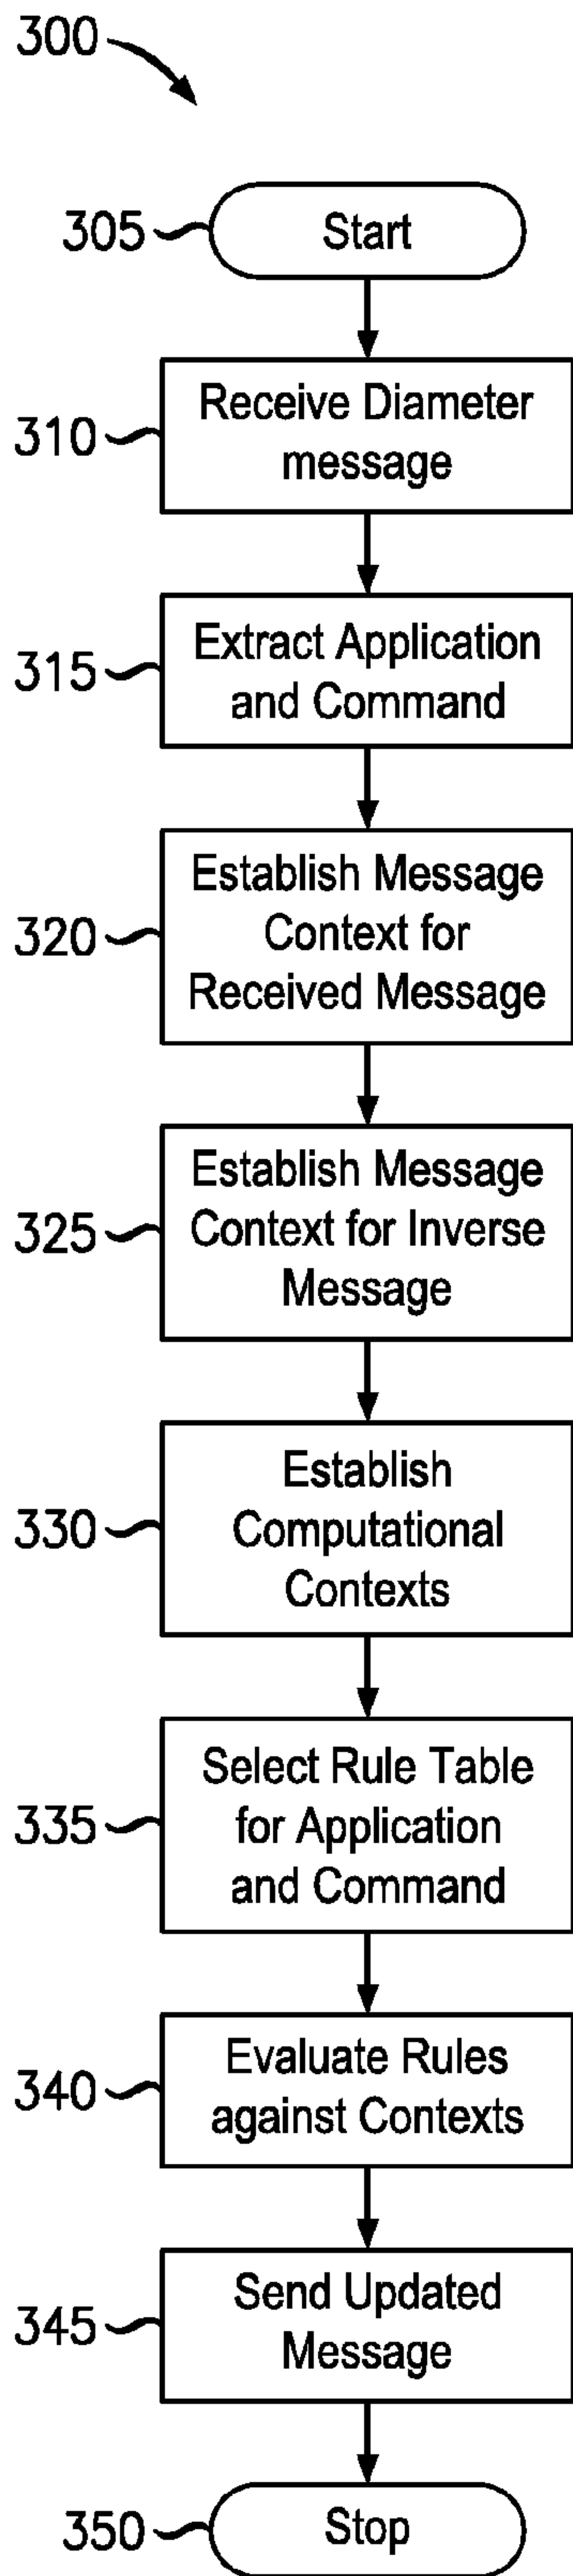 300
305
Start
310
Receive Diameter
message
315
Extract Application
and Command
320
Establish Message
Context for
Received Message
325
Establish Message
Context for Inverse
Message
330
Establish
Computational
Contexts
335
Select Rule Table
for Application
and Command
340
Evaluate Rules
against Contexts
345
Send Updated
Message
350
Stop